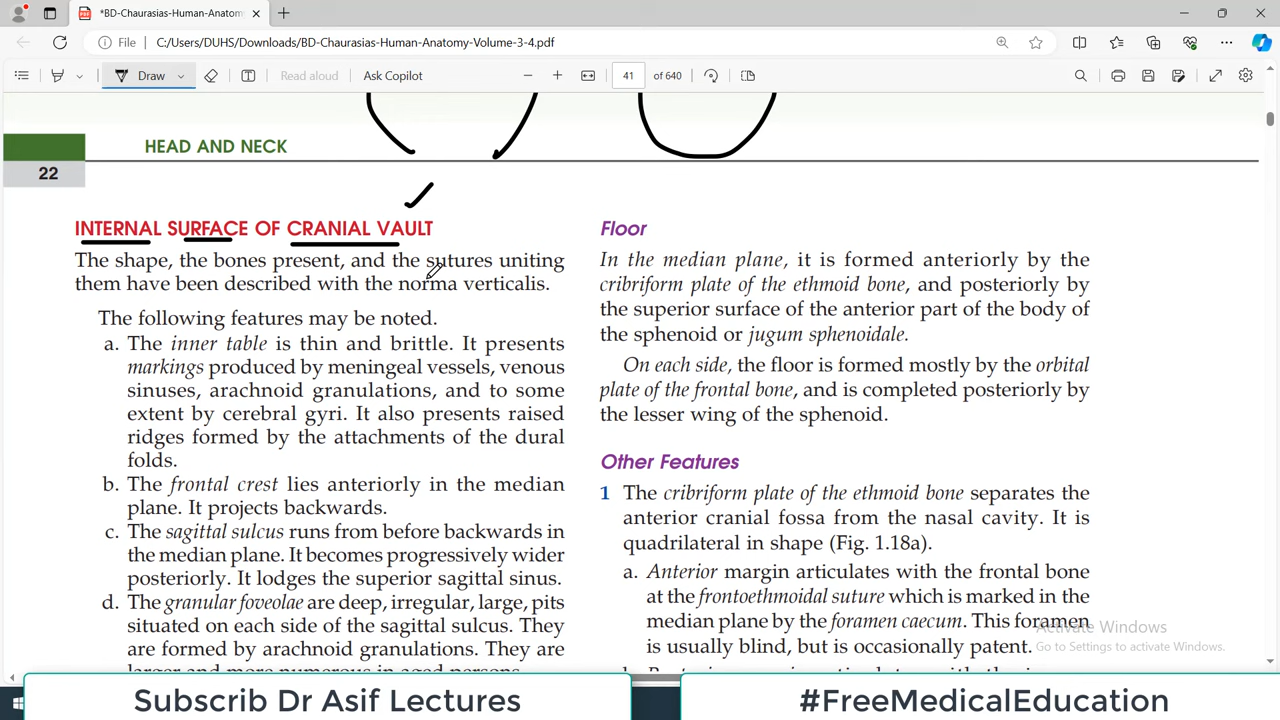 *BD-Chaurasias-Human-Anatomy-
File
C:/Users/DUHS/Downloads/BD-Chaurasias-Human-Anatomy-Volume-3-4.pdf
Draw
Read aloud
Ask Copilot
41
of 640
HEAD AND NECK
22
INTERNAL SURFACE OF CRANIAL VAULT
The shape, the bones present, and the sutures uniting
them have been described with the norma verticalis.
The following features may be noted.
a. The inner table is thin and brittle. It presents
markings produced by meningeal vessels, venous
sinuses, arachnoid granulations, and to some
extent by cerebral gyri. It also presents raised
ridges formed by the attachments of the dural
folds.
b. The frontal crest lies anteriorly in the median
plane. It projects backwards.
c. The sagittal sulcus runs from before backwards in
the median plane. It becomes progressively wider
posteriorly. It lodges the superior sagittal sinus.
d. The granular foveolae are deep, irregular, large, pits
situated on each side of the sagittal sulcus. They
are formed by arachnoid granulations. They are
larger and more numerous in aged persons.
Floor
In the median plane, it is formed anteriorly by the
cribriform plate of the ethmoid bone, and posteriorly by
the superior surface of the anterior part of the body of
the sphenoid or jugum sphenoidale.
On each side, the floor is formed mostly by the orbital
plate of the frontal bone, and is completed posteriorly by
the lesser wing of the sphenoid.
Other Features
1 The cribriform plate of the ethmoid bone separates the
anterior cranial fossa from the nasal cavity. It is
quadrilateral in shape (Fig. 1.18a).
a. Anterior margin articulates with the frontal bone
at the frontoethmoidal suture which is marked in the
median plane by the foramen caecum. This foramen
is usually blind, but is occasionally patent.
Activate Windows
Go to Settings to activate Windows.
Subscrib Dr Asif Lectures
#FreeMedicalEducation